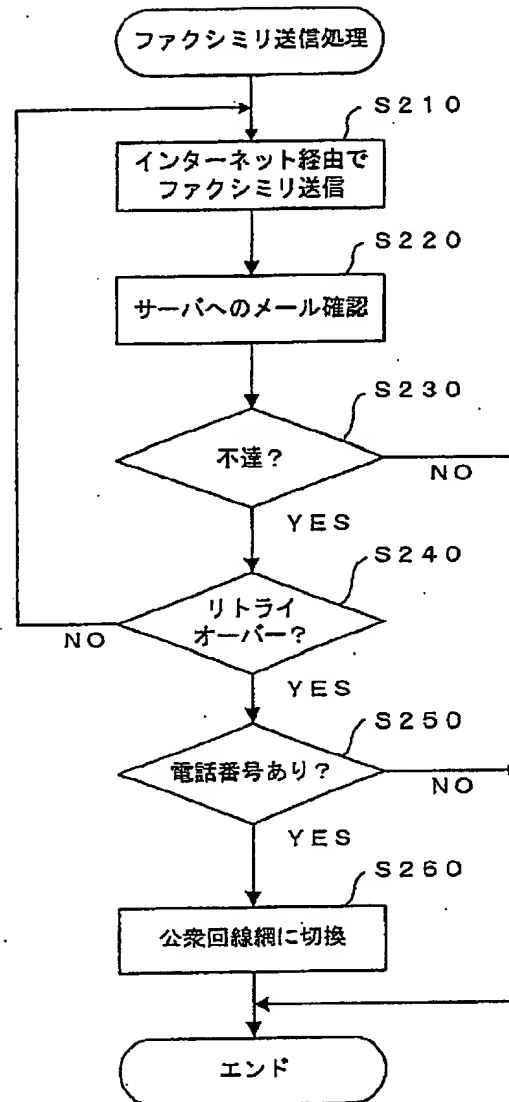 ファクシミリ送信処理
S210
インターネット経由で
ファクシミリ送信
S220
サーバへのメール確認
S230
不達?
NO
YES
S240
リトライ
オーバー?
NO
YES
S250
電話番号あり?
NO
YES
S260
公衆回線網に切換
エンド